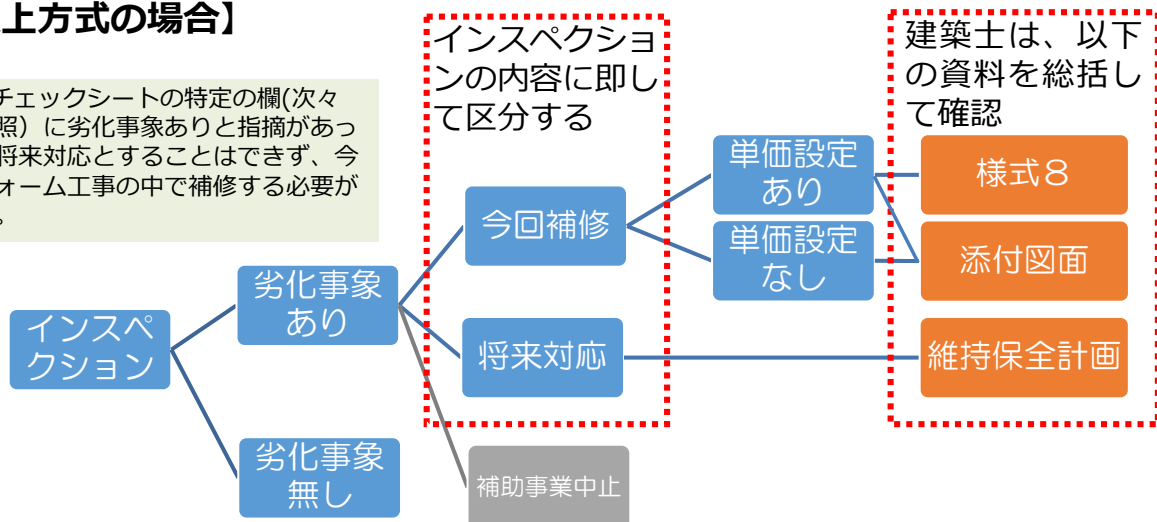 上方式の場合】
チェックシートの特定の欄(次々
照）に劣化事象ありと指摘があっ
将来対応とすることはできず、今
ォーム工事の中で補修する必要が
。
インスペクショ
ンの内容に即し
て区分する
建築士は、以下
の資料を総括し
て確認
インスペ
クション
劣化事象
あり
劣化事象
無し
今回補修
将来対応
補助事業中止
単価設定
あり
単価設定
なし
様式８
添付図面
維持保全計画